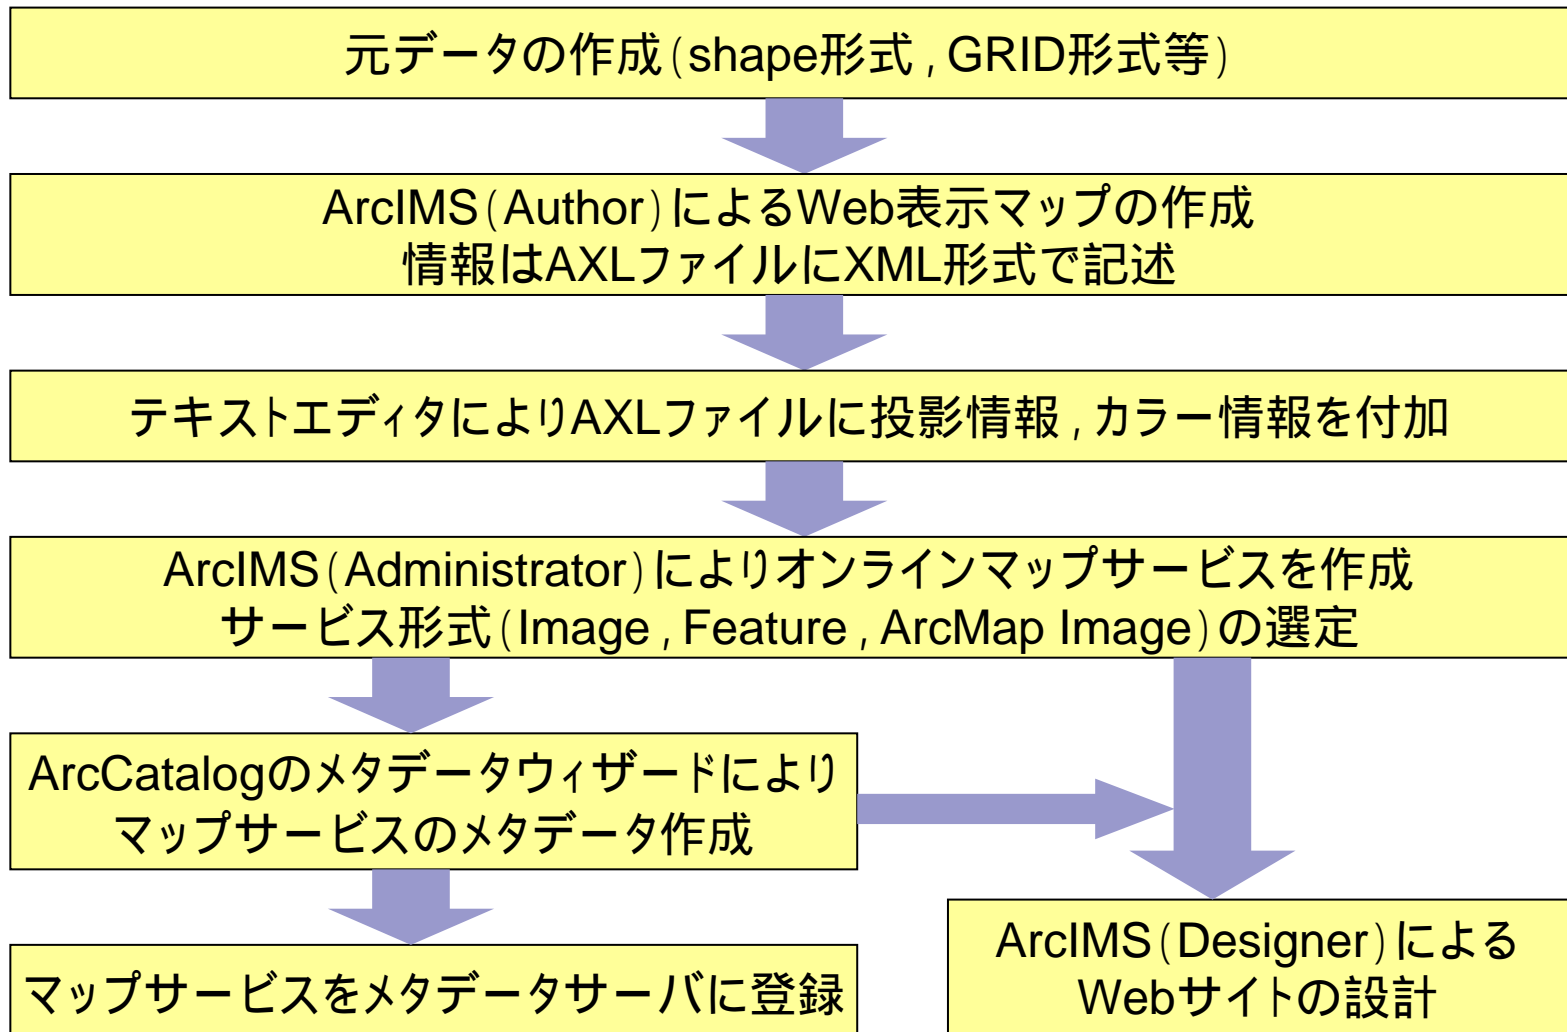 元データの作成(shape形式,GRID形式等)
ArcIMS(Author)によるWeb表示マップの作成
情報はAXLファイルにXML形式で記述
テキストエディタによりAXLファイルに投影情報,カラー情報を付加
ArcIMS(Administrator)によりオンラインマップサービスを作成
サービス形式(Image,Feature,ArcMap Image)の選定
ArcCatalogのメタデータウィザードにより
マップサービスのメタデータ作成
マップサービスをメタデータサーバに登録
ArcIMS(Designer)による
Webサイトの設計